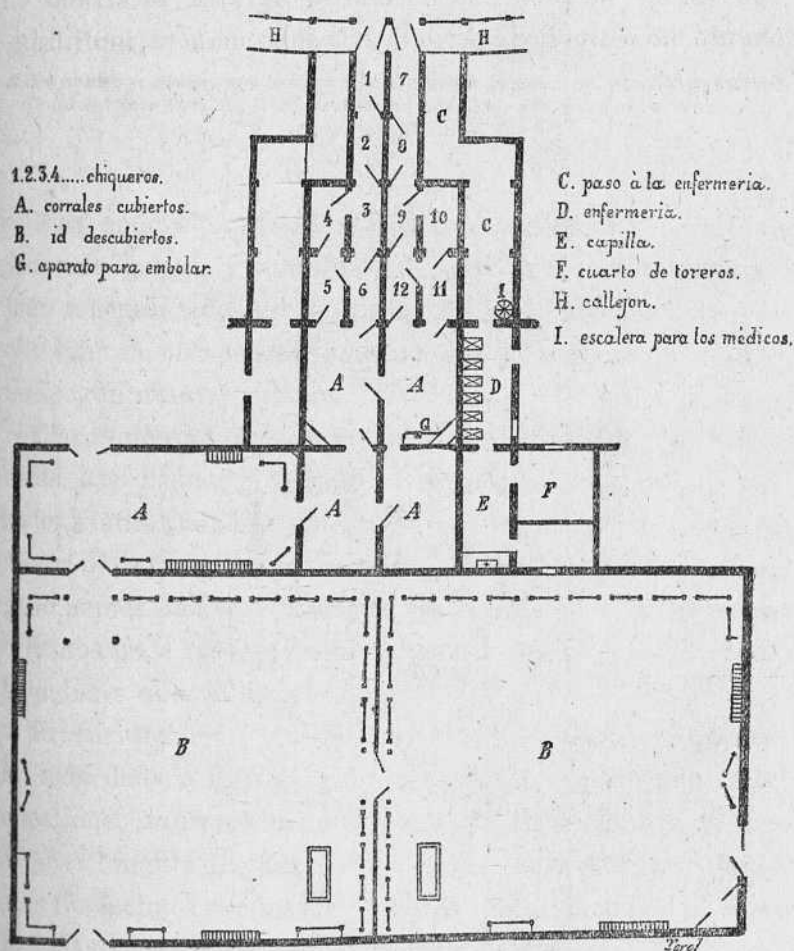 H
H
1
7
C
2
8
1.2.3.4.....chiqueros.
A. corrales cubiertos.
B. id descubiertos.
G. aparato para embolar.
C. paso à la enfermeria.
D. enfermeria.
E. capilla.
F. cuarto de toreros.
H. callejon.
I. escalera para los médicos.
4
3
9
10
C
5
6
12
11
I
A
A
D
G
A
A
A
E
F
B
B